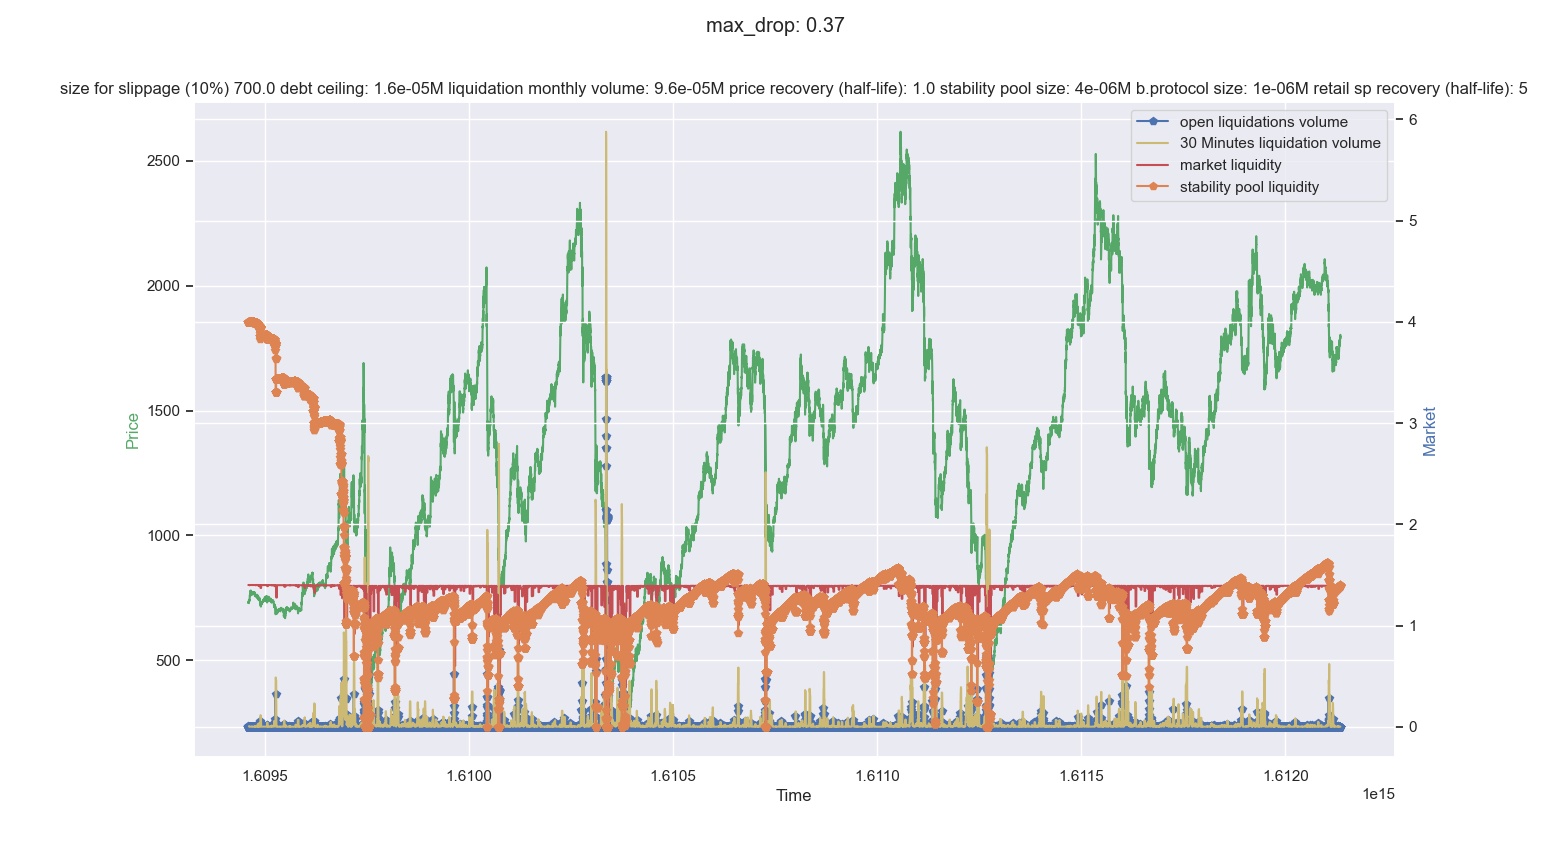 max_drop: 0.37
size for slippage (10%) 700.0 debt ceiling: 1.6e-05M liquidation monthly volume: 9.6e-05M price recovery (half-life): 1.0 stability pool size: 4e-06M b.protocol size: 1e-06M retail sp recovery (half-life): 5
open liquidations volume
30 Minutes liquidation volume
market liquidity
stability pool liquidity
2500
2000
1500
1000
500
Price
6
5
4
3
2
1
0
Market
1.6095 1.6100 1.6105 1.6110 1.6115 1.6120
Time
1e15